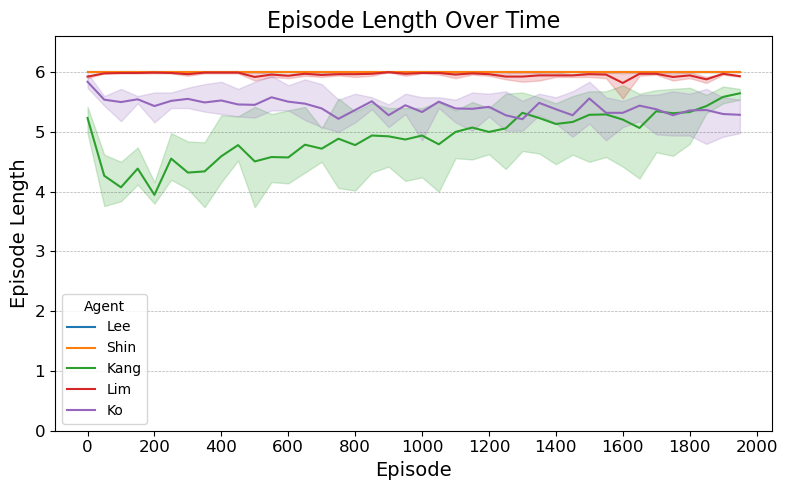 Episode Length Over Time
Episode Length
6
5
4
3
2
1
0
Agent
Lee
Shin
Kang
Lim
Ko
0 200 400 600 800 1000 1200 1400 1600 1800 2000
Episode